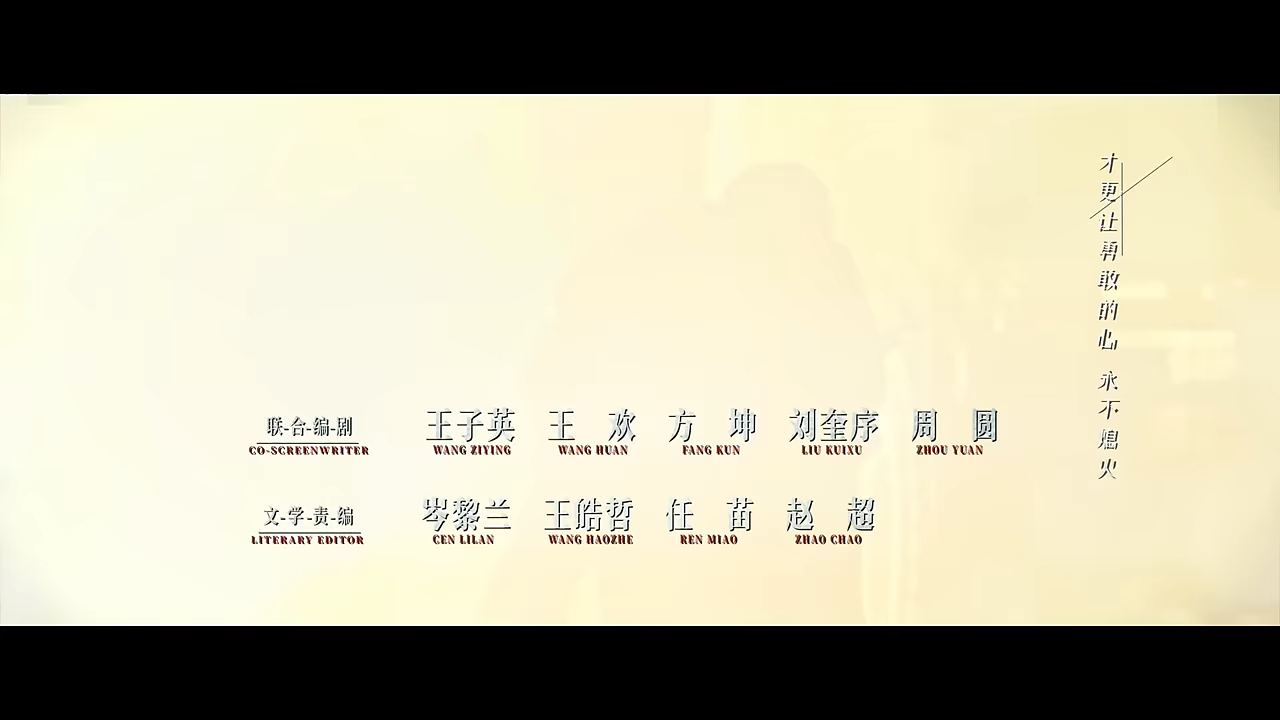 联-合-编-剧 王子英 王 欢 方 坤 刘奎序 周 圆
CO-SCREENWRITER WANG ZIYING WANG HUAN FANG KUN LIU KUIXU ZHOU YUAN
文-学-责-编 岑黎兰 王皓哲 任 苗 赵 超
LITERARY EDITOR CEN LILAN WANG HAOZHE REN MIAO ZHAO CHAO
才更让勇敢的心 永不熄火